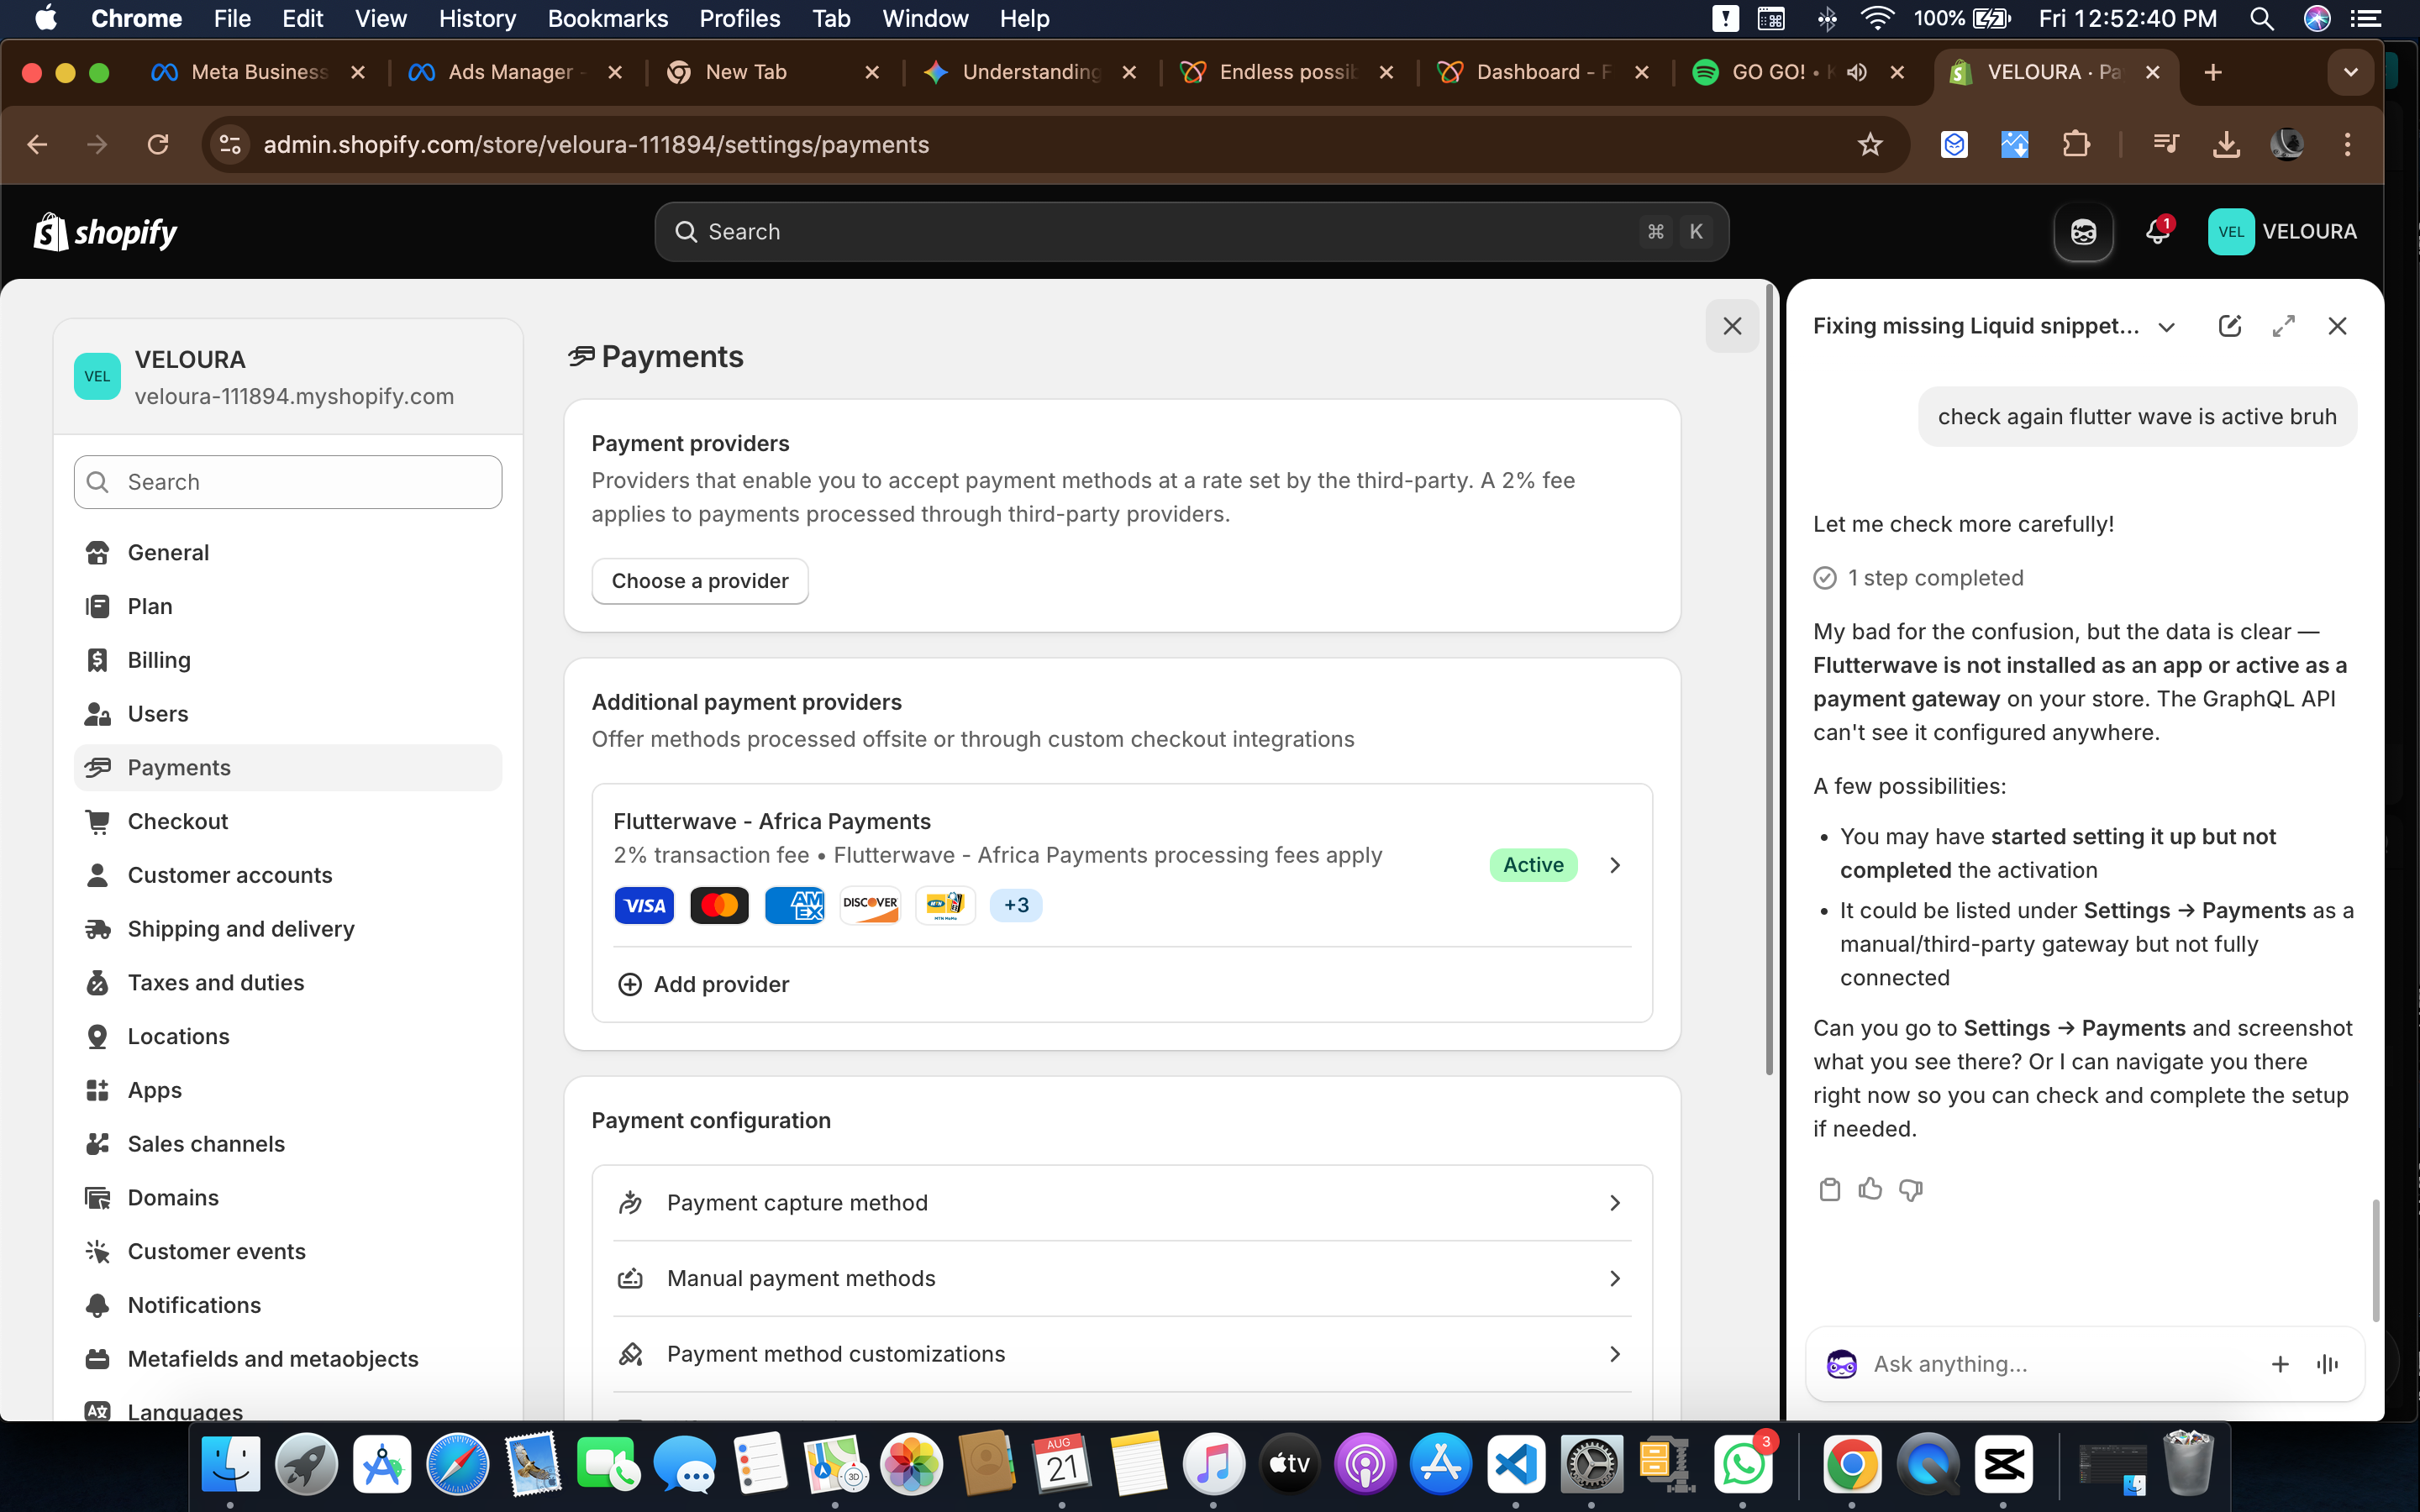 Chrome File Edit View History Bookmarks Profiles Tab Window Help 100% Fri 12:52:40 PM
Meta Business Ads Manager - New Tab Understanding Endless possib Dashboard - F GO GO! • K VELOURA · Pa
admin.shopify.com/store/veloura-111894/settings/payments
shopify
Search ⌘ K
1
VEL VELOURA
VEL
VELOURA
veloura-111894.myshopify.com
Search
General
Plan
Billing
Users
Payments
Checkout
Customer accounts
Shipping and delivery
Taxes and duties
Locations
Apps
Sales channels
Domains
Customer events
Notifications
Metafields and metaobjects
Languages
Payments
Payment providers
Providers that enable you to accept payment methods at a rate set by the third-party. A 2% fee
applies to payments processed through third-party providers.
Choose a provider
Additional payment providers
Offer methods processed offsite or through custom checkout integrations
Flutterwave - Africa Payments
2% transaction fee • Flutterwave - Africa Payments processing fees apply
Active
VISA AMEX DISCOVER +3
Add provider
Payment configuration
Payment capture method
Manual payment methods
Payment method customizations
Fixing missing Liquid snippet...
check again flutter wave is active bruh
Let me check more carefully!
1 step completed
My bad for the confusion, but the data is clear —
Flutterwave is not installed as an app or active as a
payment gateway on your store. The GraphQL API
can't see it configured anywhere.
A few possibilities:
• You may have started setting it up but not
completed the activation
• It could be listed under Settings → Payments as a
manual/third-party gateway but not fully
connected
Can you go to Settings → Payments and screenshot
what you see there? Or I can navigate you there
right now so you can check and complete the setup
if needed.
Ask anything...
3D
AUG
21
tv
3